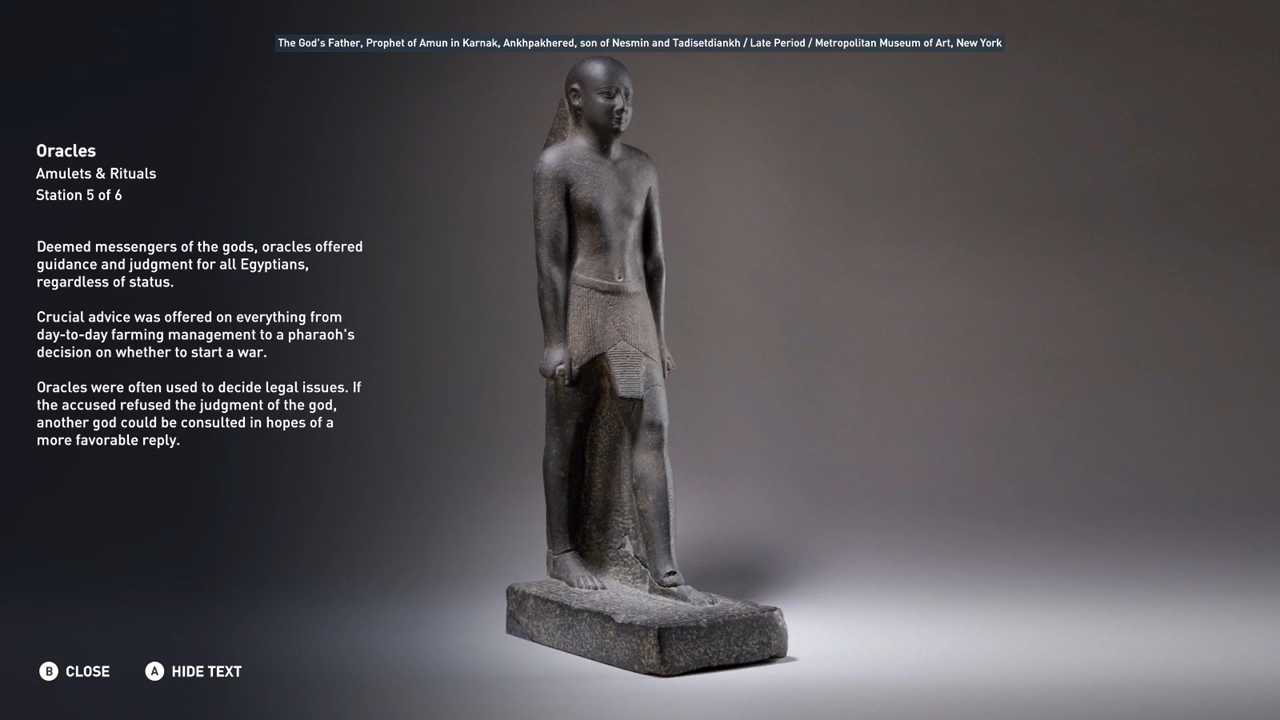 The God's Father, Prophet of Amun in Karnak, Ankhpakhered, son of Nesmin and Tadisetdiankh / Late Period / Metropolitan Museum of Art, New York
Oracles
Amulets & Rituals
Station 5 of 6
Deemed messengers of the gods, oracles offered
guidance and judgment for all Egyptians,
regardless of status.
Crucial advice was offered on everything from
day-to-day farming management to a pharaoh's
decision on whether to start a war.
Oracles were often used to decide legal issues. If
the accused refused the judgment of the god,
another god could be consulted in hopes of a
more favorable reply.
B CLOSE A HIDE TEXT